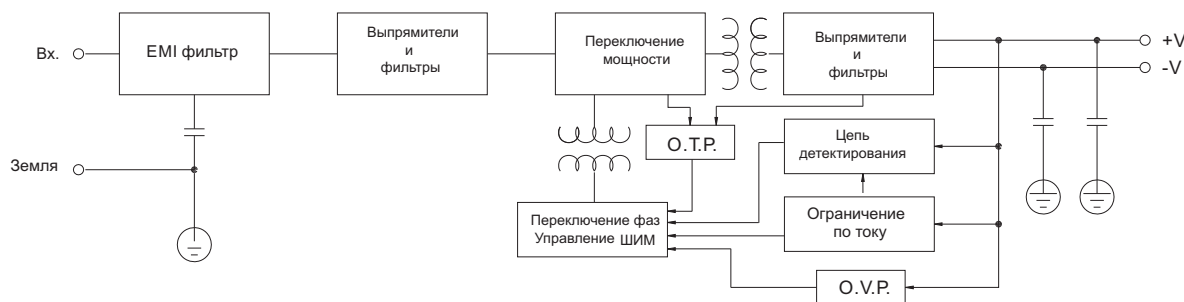 Вх.
EMI фильтр
Выпрямители
и
фильтры
Переключение
мощности
Выпрямители
и
фильтры
+V
-V
O.T.P.
Цепь
детектирования
Земля
Переключение фаз
Управление ШИМ
Ограничение
по току
O.V.P.